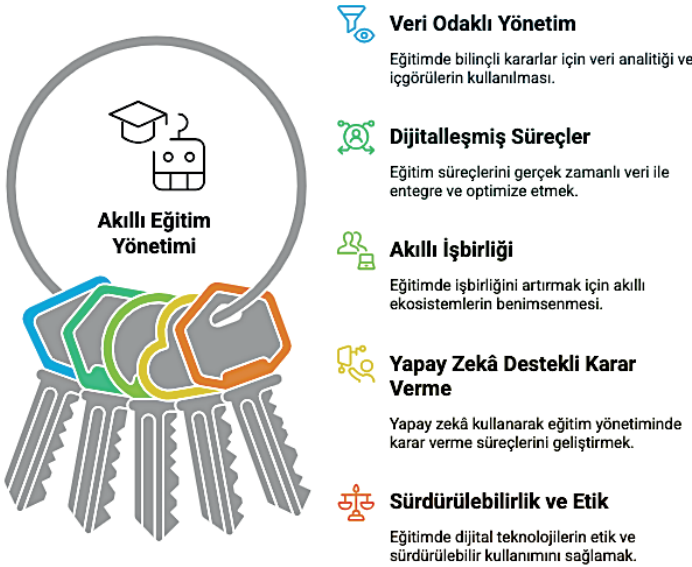 Akıllı Eğitim
Yönetimi
Veri Odaklı Yönetim
Eğitimde bilinçli kararlar için veri analitiği ve
içgörülerin kullanılması.
Dijitalleşmiş Süreçler
Eğitim süreçlerini gerçek zamanlı veri ile
entegre ve optimize etmek.
Akıllı İşbirliği
Eğitimde işbirliğini artırmak için akıllı
ekosistemlerin benimsenmesi.
Yapay Zekâ Destekli Karar
Verme
Yapay zekâ kullanarak eğitim yönetiminde
karar verme süreçlerini geliştirmek.
Sürdürülebilirlik ve Etik
Eğitimde dijital teknolojilerin etik ve
sürdürülebilir kullanımını sağlamak.